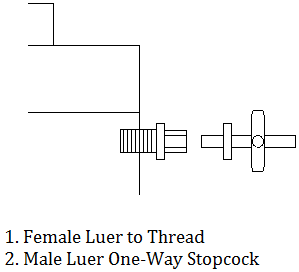 1. Female Luer to Thread
2. Male Luer One-Way Stopcock